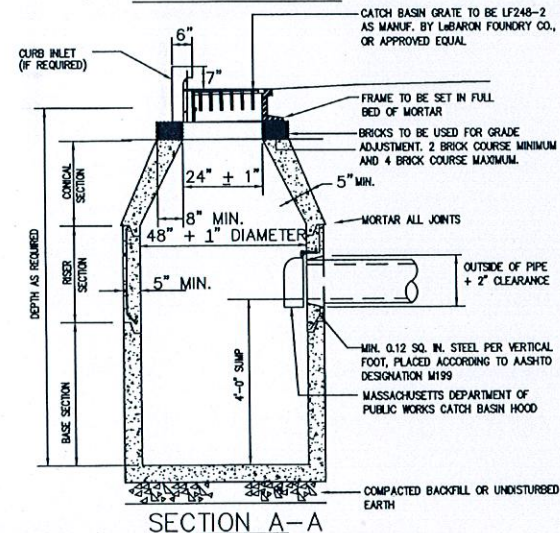 6"
CATCH BASIN GRATE TO BE LF248-2
AS MANUF. BY LeBARON FOUNDRY CO.,
OR APPROVED EQUAL
CURB INLET
(IF REQUIRED)
7"
FRAME TO BE SET IN FULL
BED OF MORTAR
BRICKS TO BE USED FOR GRADE
ADJUSTMENT. 2 BRICK COURSE MINIMUM
AND 4 BRICK COURSE MAXIMUM.
24" ± 1"
5" MIN.
8" MIN.
MORTAR ALL JOINTS
48" + 1" DIAMETER
5" MIN.
OUTSIDE OF PIPE
+ 2" CLEARANCE
DEPTH AS REQUIRED
CONICAL
SECTION
RISER
SECTION
BASE SECTION
4'-0" SUMP
MIN. 0.12 SQ. IN. STEEL PER VERTICAL
FOOT, PLACED ACCORDING TO AASHTO
DESIGNATION M199
MASSACHUSETTS DEPARTMENT OF
PUBLIC WORKS CATCH BASIN HOOD
COMPACTED BACKFILL OR UNDISTURBED
EARTH
SECTION A-A